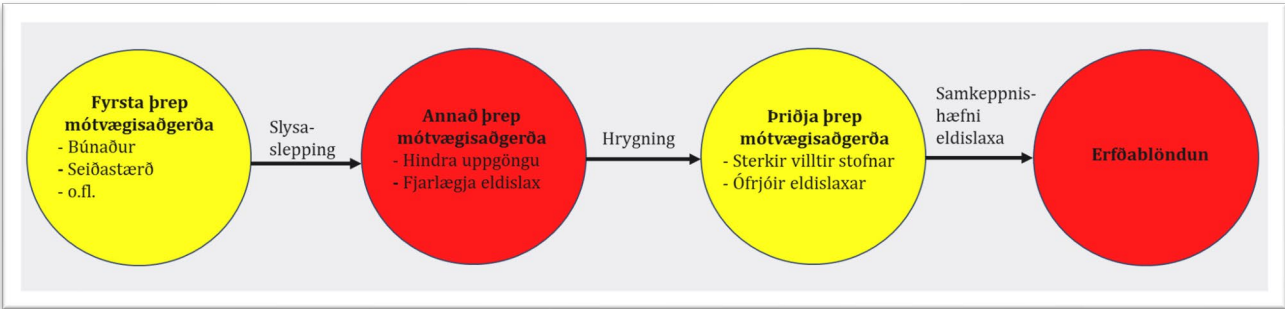 Fyrsta þrep
mótvægisaðgerða
- Búnaður
- Seiðastærð
- o.fl.
Slysa-
slepping
Annað þrep
mótvægisaðgerða
- Hindra uppgöngu
- Fjarlægja eldislax
Hrygning
Þriðja þrep
mótvægisaðgerða
- Sterkir villtir stofnar
- Ófrjóir eldislaxar
Samkeppnis-
hæfni
eldislaxa
Erfðablöndun